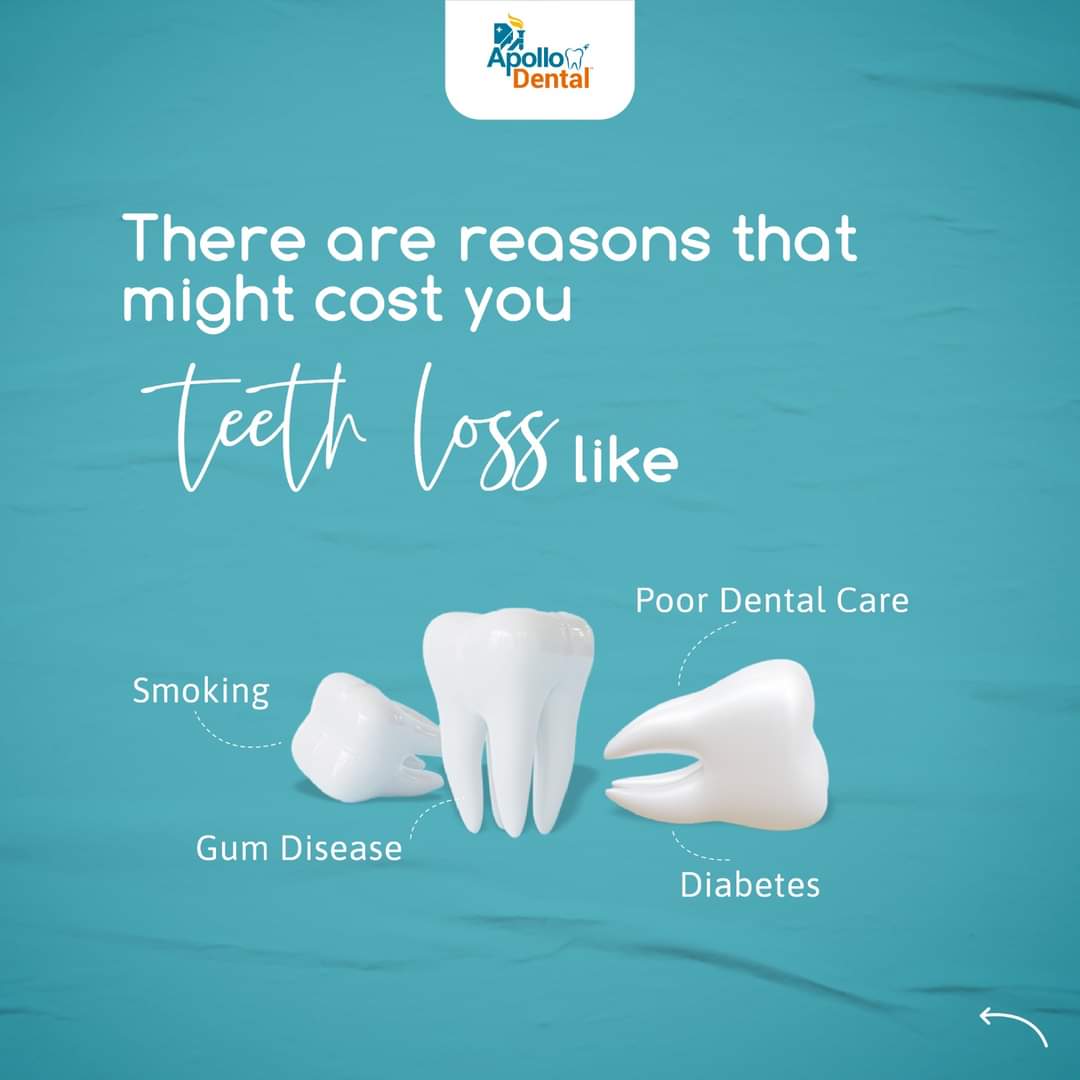 Apollo
Dental
There are reasons that
might cost you
teeth loss like
Poor Dental Care
Smoking
Gum Disease
Diabetes